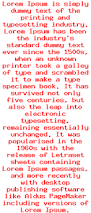 Lorem Ipsum is simply
dummy text of the
printing and
typesetting industry.
Lorem Ipsum has been
the industry's
standard dummy text
ever since the 1500s,
when an unknown
printer took a galley
of type and scrambled
it to make a type
specimen book. It has
survived not only
five centuries, but
also the leap into
electronic
typesetting,
remaining essentially
unchanged. It was
popularised in the
1960s with the
release of Letraset
sheets containing
Lorem Ipsum passages,
and more recently
with desktop
publishing software
like Aldus PageMaker
including versions of
Lorem Ipsum.